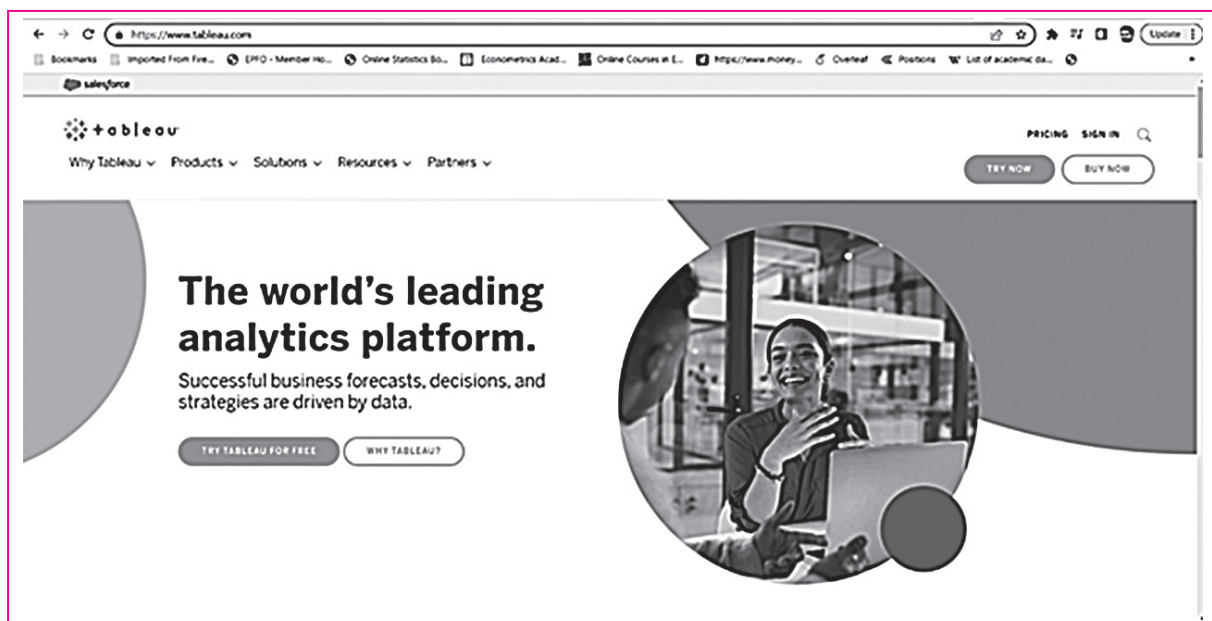 https://www.tableau.com
Update
Bookmarks Imported From Fire... EPFO - Member Ho... Online Statistics Bo... Econometrics Acad... Online Courses in E... https://www.money... Overleaf Positions List of academic da...
salesforce
+ableau
PRICING SIGN IN
Why Tableau Products Solutions Resources Partners
TRY NOW BUY NOW
The world's leading
analytics platform.
Successful business forecasts, decisions, and
strategies are driven by data.
TRY TABLEAU FOR FREE WHY TABLEAU?